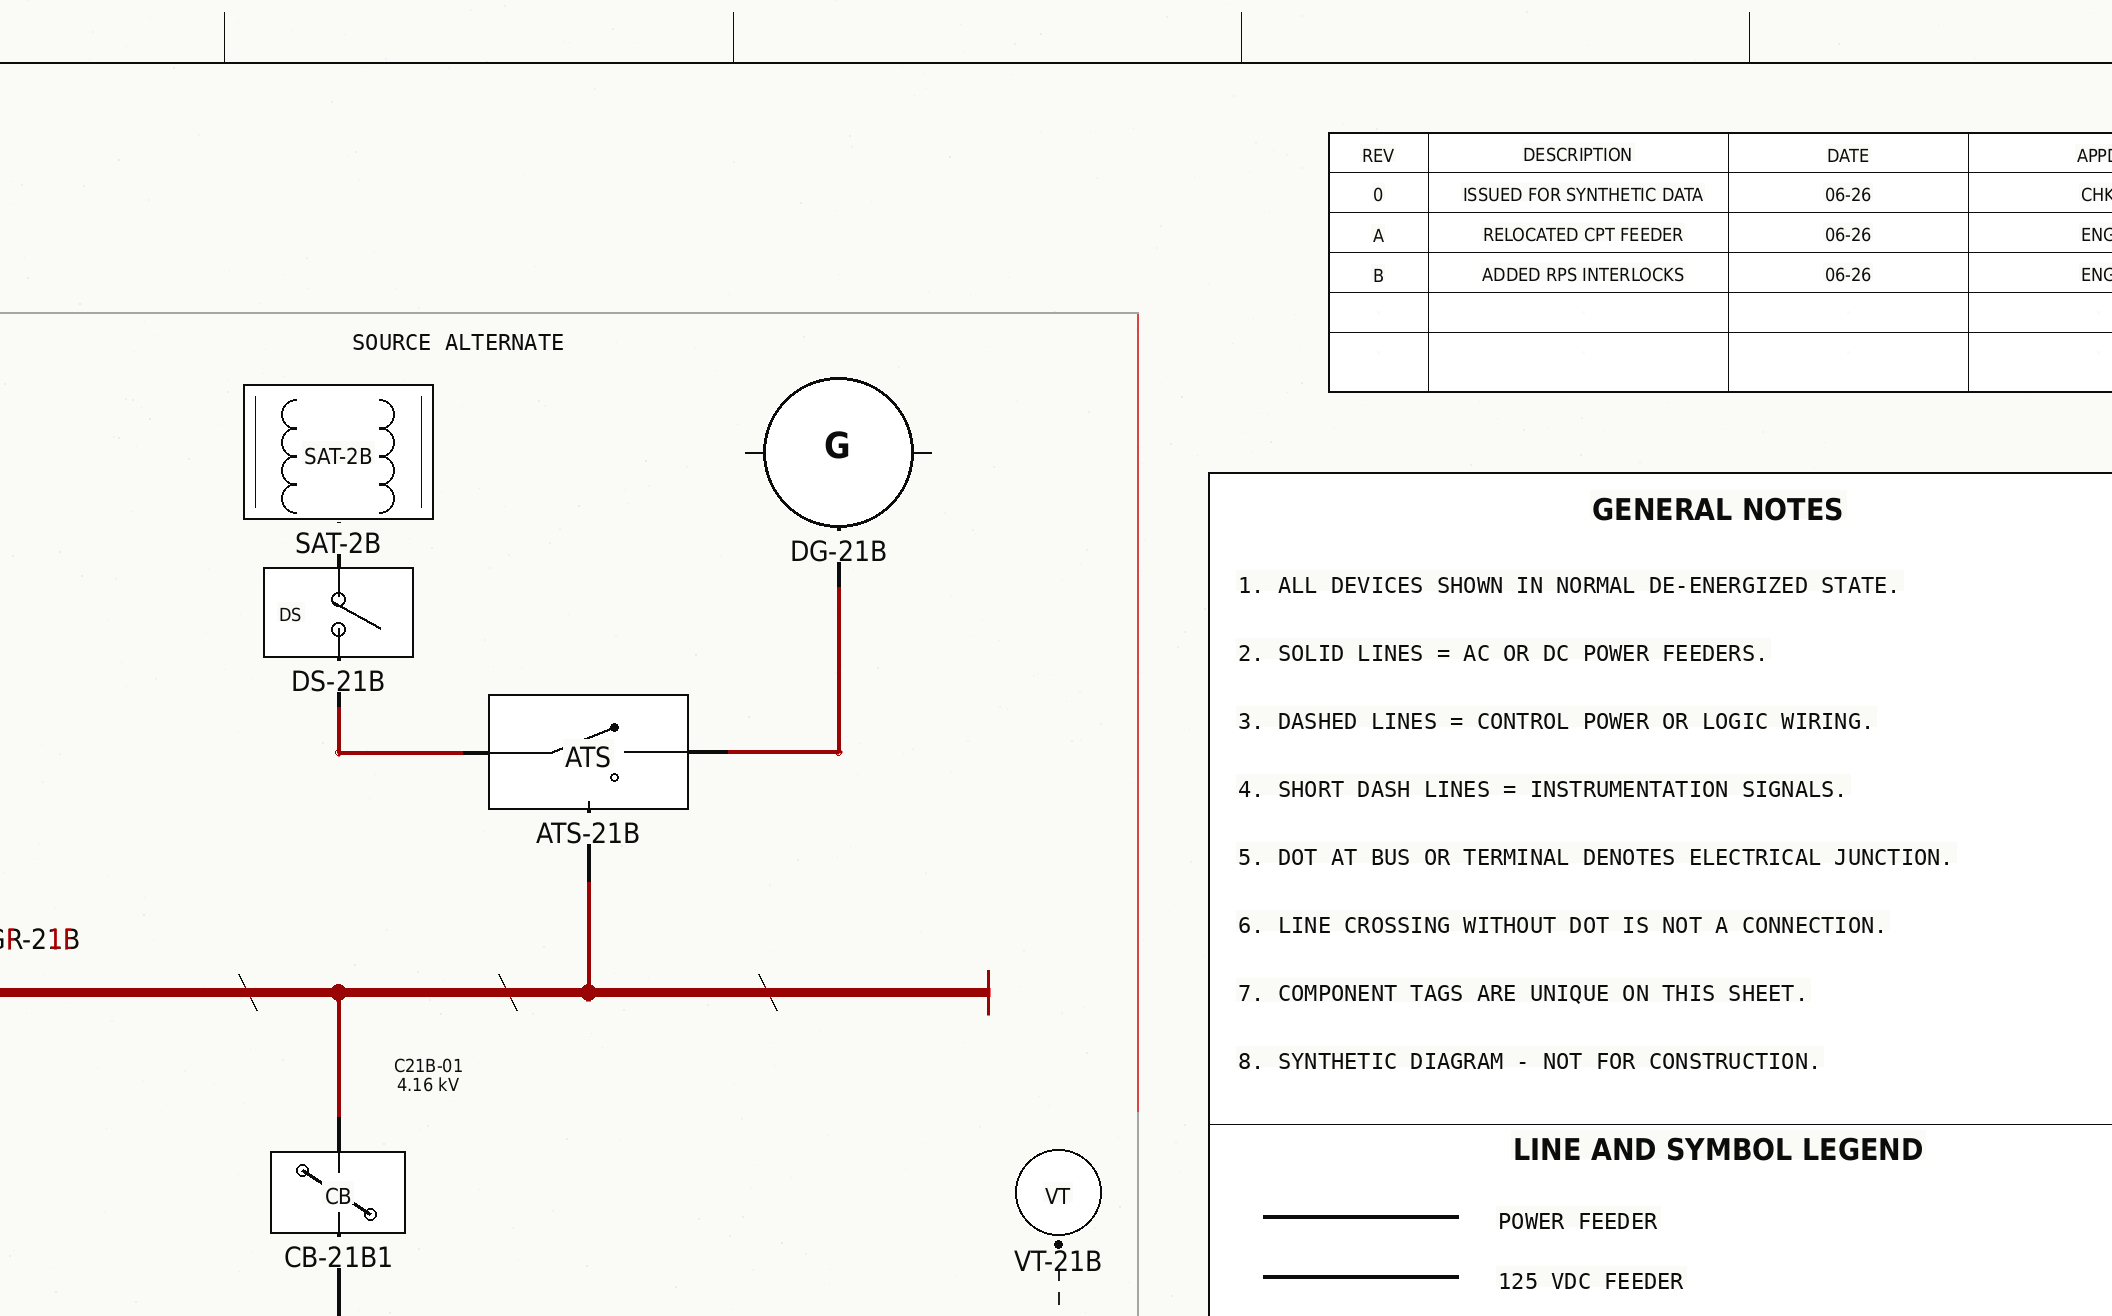 REV DESCRIPTION DATE
0 ISSUED FOR SYNTHETIC DATA 06-26
A RELOCATED CPT FEEDER 06-26
B ADDED RPS INTERLOCKS 06-26
SOURCE ALTERNATE
SAT-2B
SAT-2B
G
DG-21B
DS
DS-21B
ATS
ATS-21B
C21B-01
4.16 kV
CB
CB-21B1
VT
VT-21B
GENERAL NOTES
1. ALL DEVICES SHOWN IN NORMAL DE-ENERGIZED STATE.
2. SOLID LINES = AC OR DC POWER FEEDERS.
3. DASHED LINES = CONTROL POWER OR LOGIC WIRING.
4. SHORT DASH LINES = INSTRUMENTATION SIGNALS.
5. DOT AT BUS OR TERMINAL DENOTES ELECTRICAL JUNCTION.
6. LINE CROSSING WITHOUT DOT IS NOT A CONNECTION.
7. COMPONENT TAGS ARE UNIQUE ON THIS SHEET.
8. SYNTHETIC DIAGRAM - NOT FOR CONSTRUCTION.
LINE AND SYMBOL LEGEND
POWER FEEDER
125 VDC FEEDER